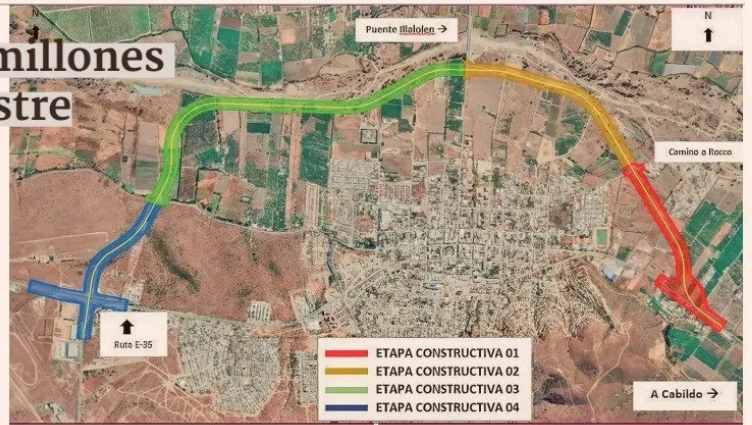 millones
stre
Puente Illalolen →
N
N
Camino a Rocco
Ruta E-35
ETAPA CONSTRUCTIVA 01
ETAPA CONSTRUCTIVA 02
ETAPA CONSTRUCTIVA 03
ETAPA CONSTRUCTIVA 04
A Cabildo →